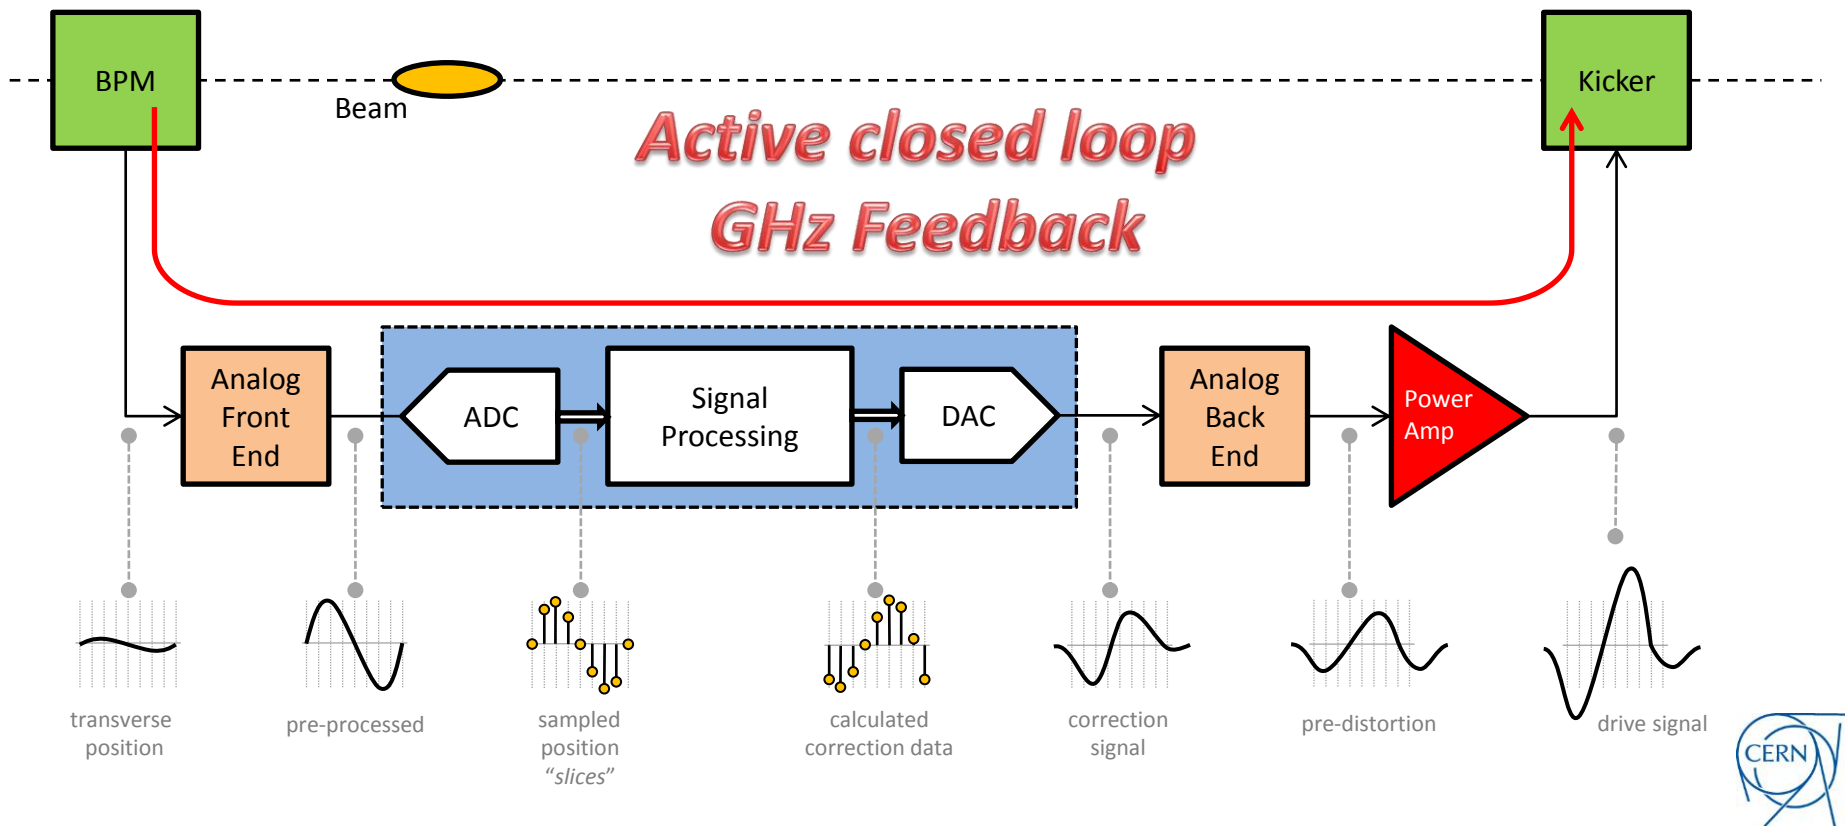 BPM
Beam
Kicker
Active closed loop
GHz Feedback
Analog
Front
End
ADC
Signal
Processing
DAC
Analog
Back
End
Power
Amp
transverse
position
pre-processed
sampled
position
“slices”
calculated
correction data
correction
signal
pre-distortion
drive signal
CERN